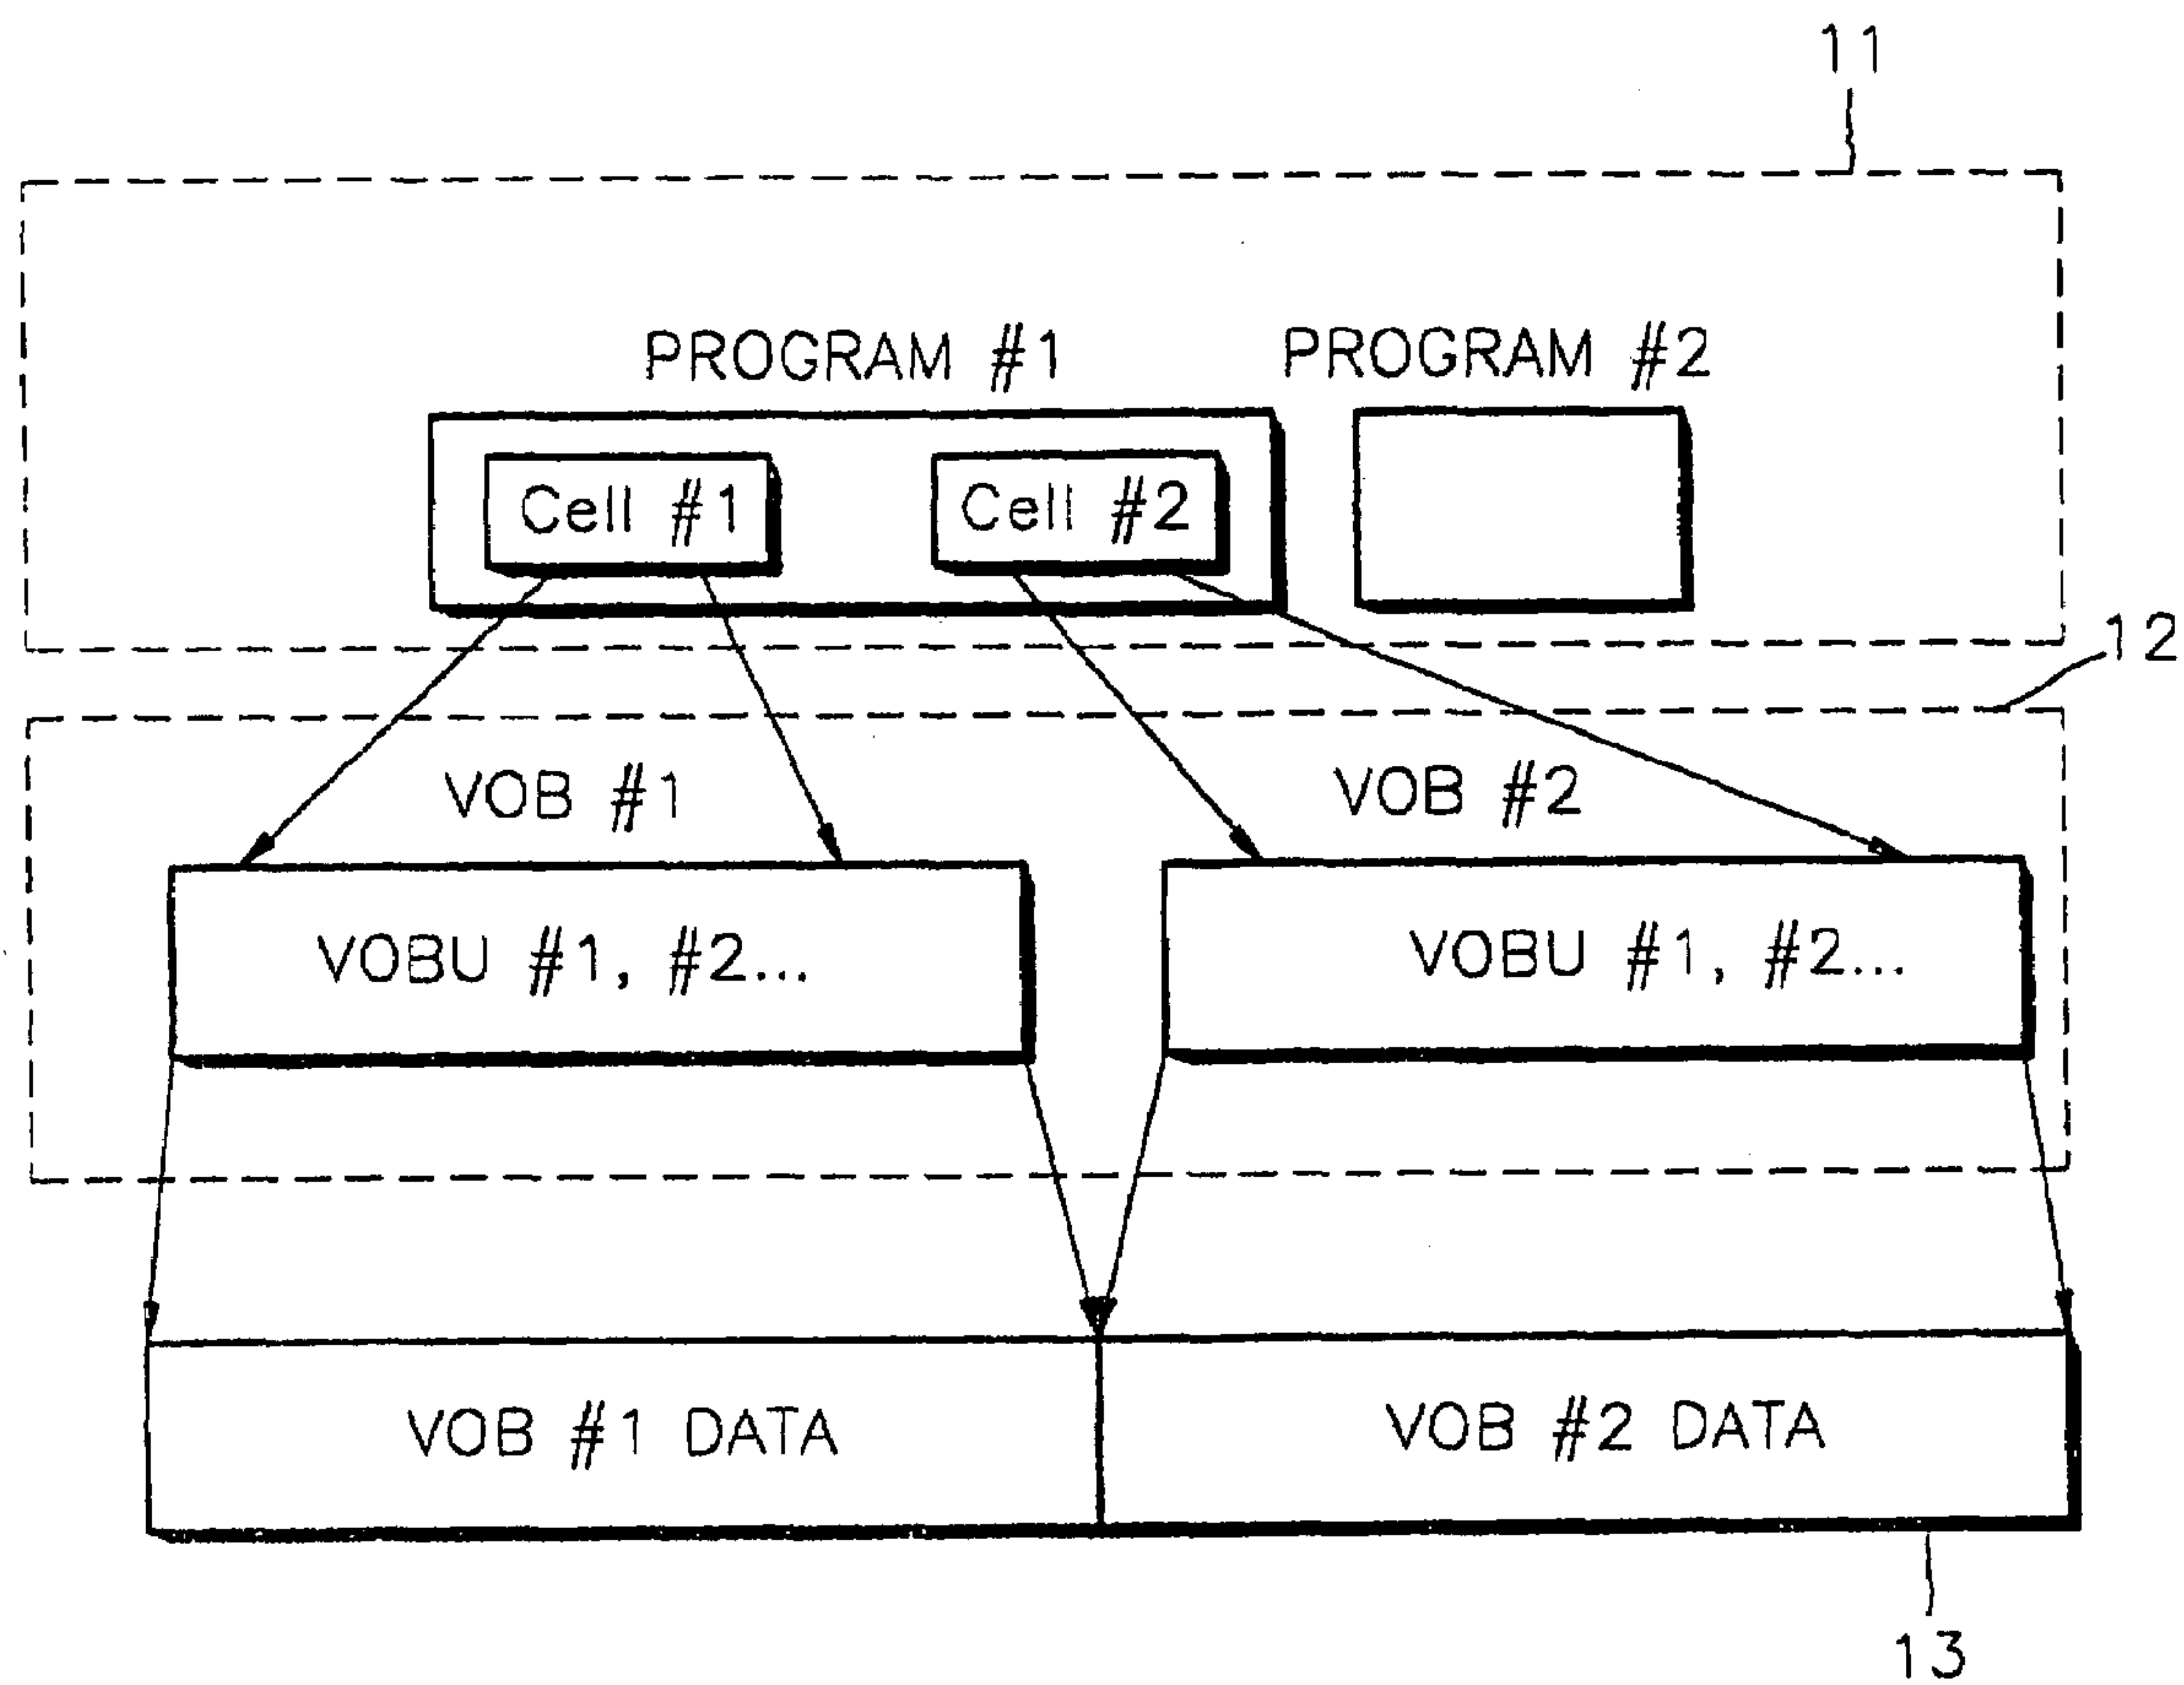 11
PROGRAM #1
PROGRAM #2
Cell #1
Cell #2
12
VOB #1
VOB #2
VOBU #1, #2...
VOBU #1, #2...
VOB #1 DATA
VOB #2 DATA
13